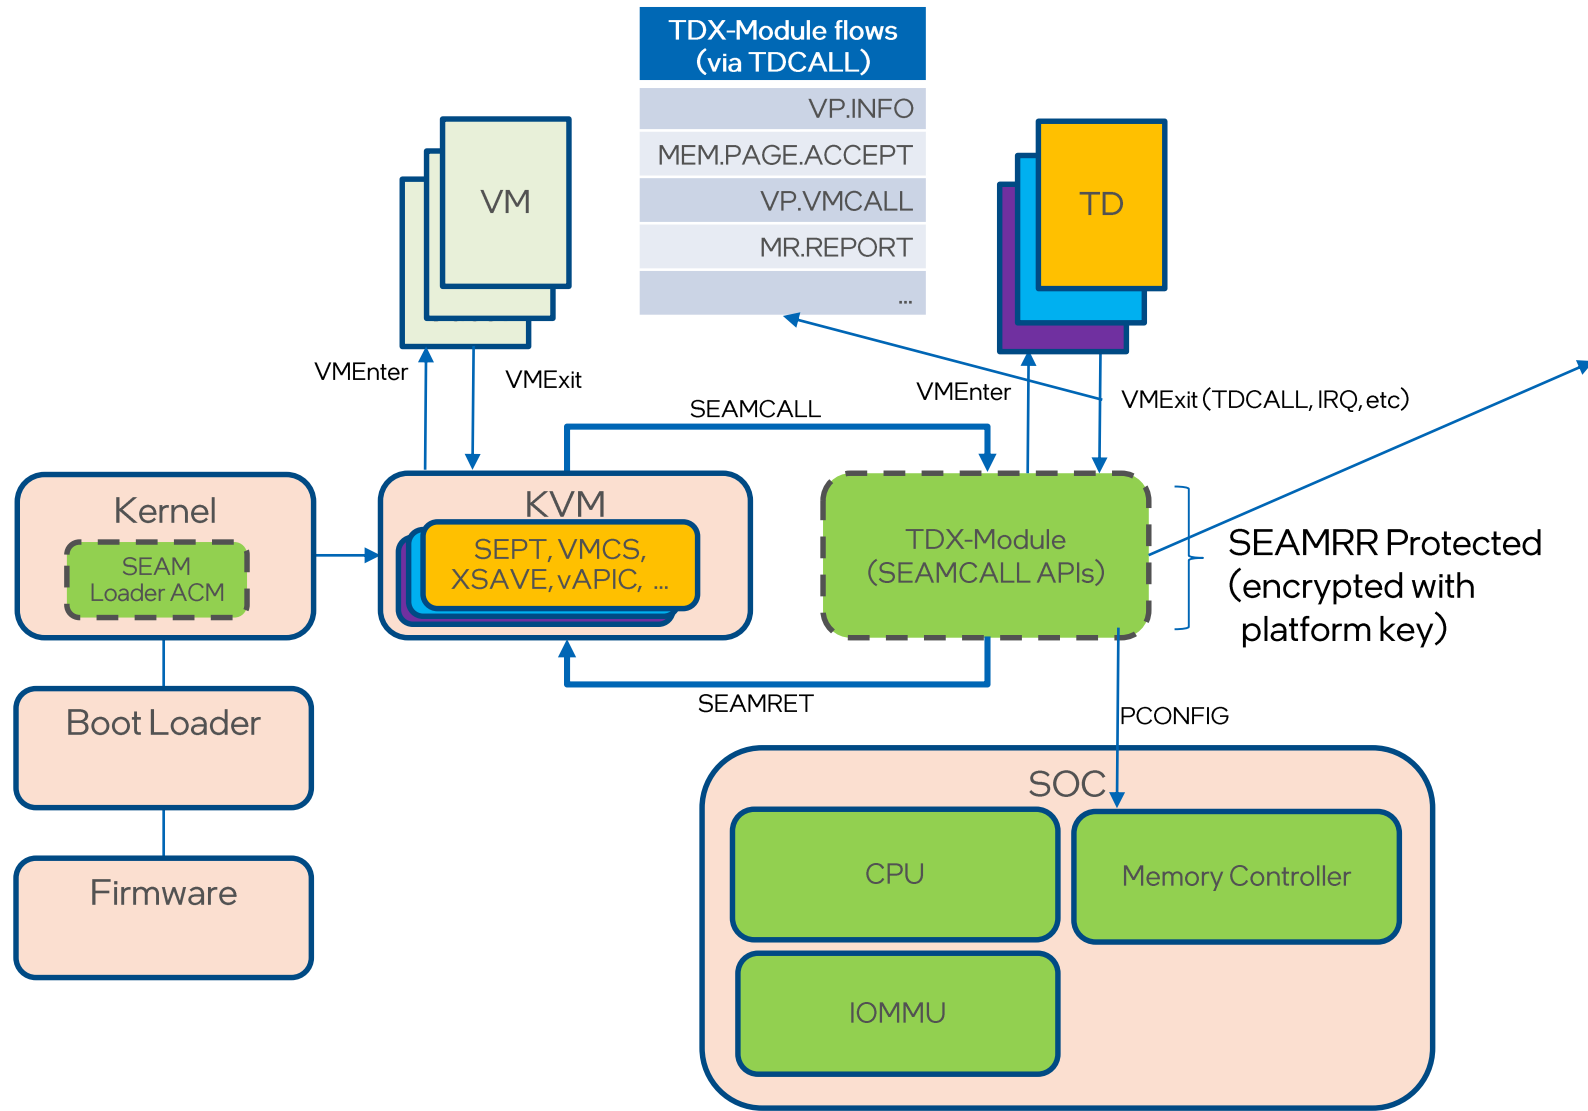 TDX-Module flows
(via TDCALL)
VP.INFO
MEM.PAGE.ACCEPT
VP.VMCALL
MR.REPORT
...
VM
TD
VMEnter
VMExit
VMEnter
VMExit (TDCALL, IRQ, etc)
SEAMCALL
Kernel
SEAM
Loader ACM
KVM
SEPT, VMCS,
XSAVE, vAPIC, ...
TDX-Module
(SEAMCALL APIs)
SEAMRR Protected
(encrypted with
platform key)
SEAMRET
PCONFIG
Boot Loader
Firmware
SOC
CPU
Memory Controller
IOMMU